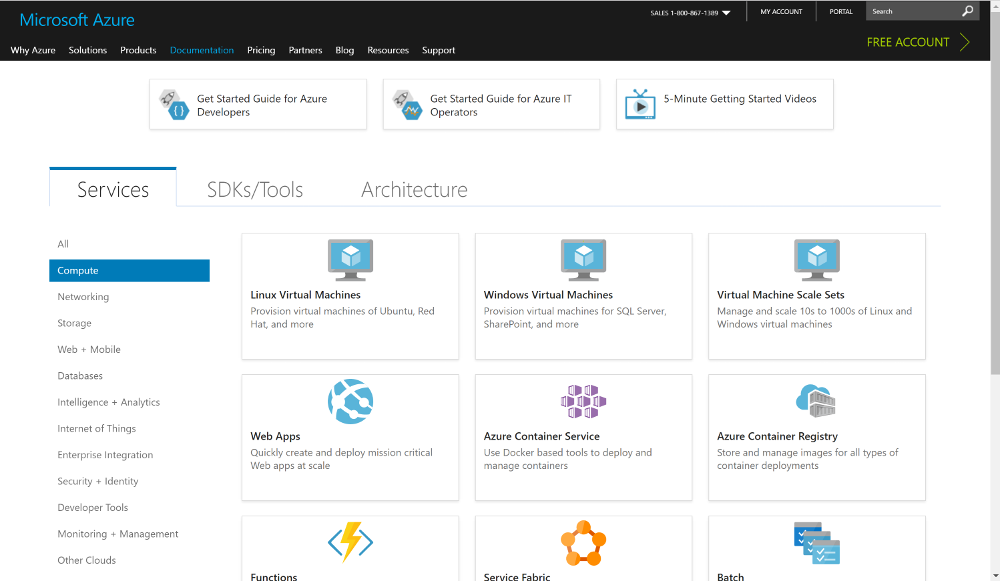 Microsoft Azure
SALES 1-800-867-1389
MY ACCOUNT
PORTAL
Search
Why Azure
Solutions
Products
Documentation
Pricing
Partners
Blog
Resources
Support
FREE ACCOUNT
Get Started Guide for Azure
Developers
Get Started Guide for Azure IT
Operators
5-Minute Getting Started Videos
Services
SDKs/Tools
Architecture
All
Compute
Networking
Storage
Web + Mobile
Databases
Intelligence + Analytics
Internet of Things
Enterprise Integration
Security + Identity
Developer Tools
Monitoring + Management
Other Clouds
Linux Virtual Machines
Provision virtual machines of Ubuntu, Red
Hat, and more
Windows Virtual Machines
Provision virtual machines for SQL Server,
SharePoint, and more
Virtual Machine Scale Sets
Manage and scale 10s to 1000s of Linux and
Windows virtual machines
Web Apps
Quickly create and deploy mission critical
Web apps at scale
Azure Container Service
Use Docker based tools to deploy and
manage containers
Azure Container Registry
Store and manage images for all types of
container deployments
Functions
Service Fabric
Batch